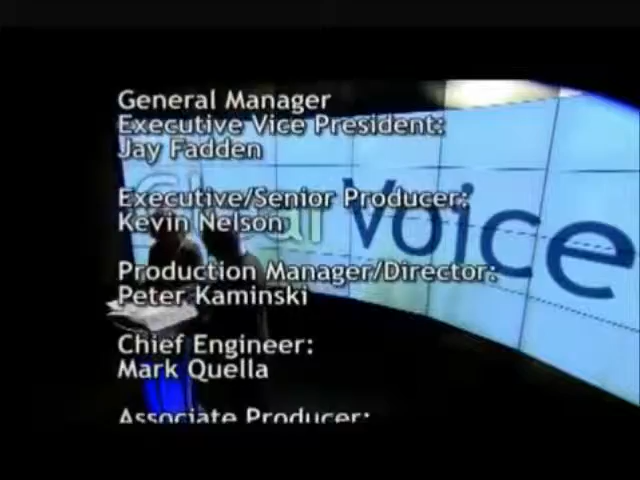 General Manager
Executive Vice President:
Jay Fadden
Executive/Senior Producer:
Kevin Nelson
Production Manager/Director:
Peter Kaminski
Chief Engineer:
Mark Quella
Associate Producer:
Voice